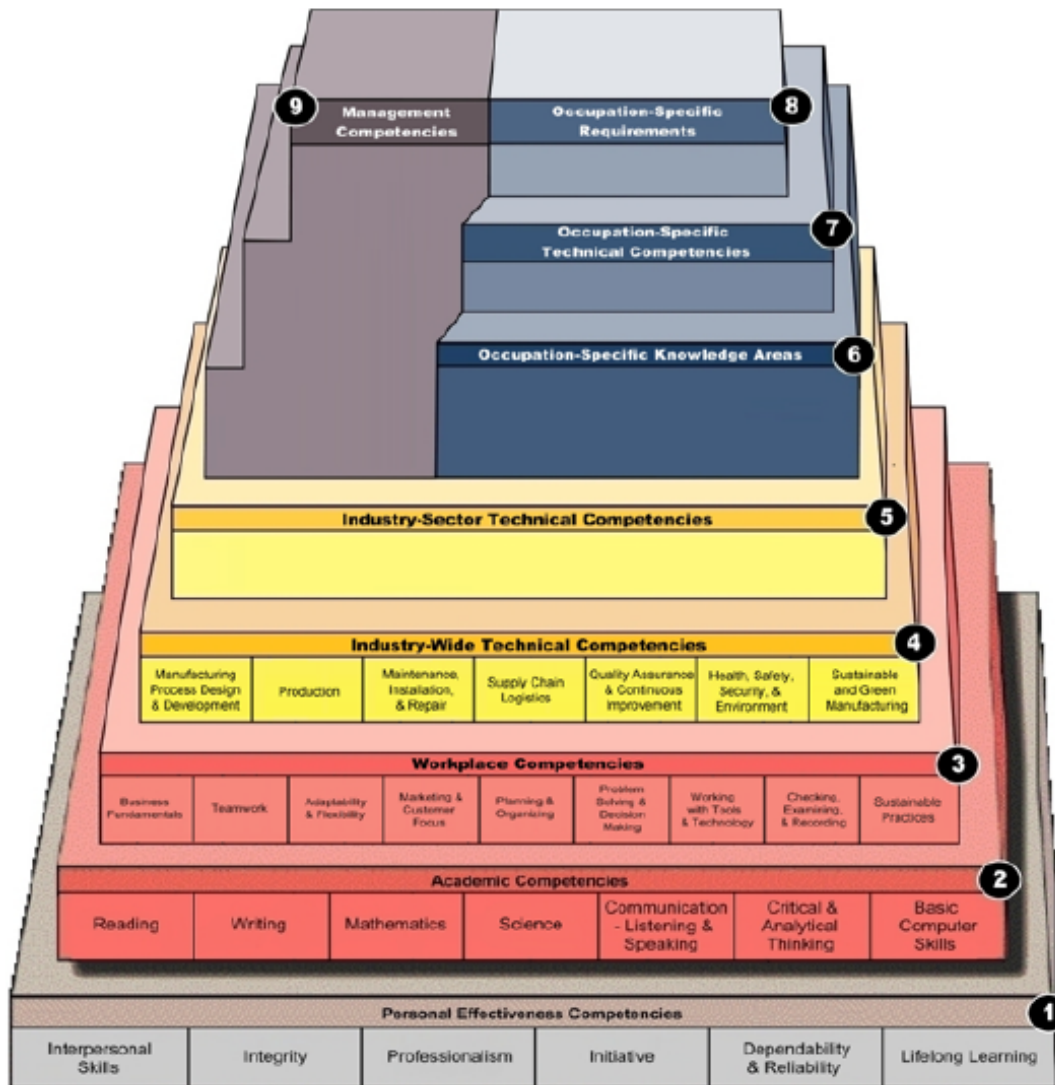 9
Management
Competencies
Occupation-Specific
Requirements
8
Occupation-Specific
Technical Competencies
7
Occupation-Specific Knowledge Areas
6
Industry-Sector Technical Competencies
5
Industry-Wide Technical Competencies
4
Manufacturing
Process Design
& Development
Production
Maintenance,
Installation,
& Repair
Supply Chain
Logistics
Quality Assurance
& Continuous
Improvement
Health, Safety,
Security, &
Environment
Sustainable
and Green
Manufacturing
Workplace Competencies
3
Business
Fundamentals
Teamwork
Adaptability
& Flexibility
Marketing &
Customer
Focus
Planning &
Organizing
Problem
Solving &
Decision
Making
Working
with Tools
& Technology
Checking,
Examining,
& Recording
Sustainable
Practices
Academic Competencies
2
Reading
Writing
Mathematics
Science
Communication
- Listening &
Speaking
Critical &
Analytical
Thinking
Basic
Computer
Skills
Personal Effectiveness Competencies
1
Interpersonal
Skills
Integrity
Professionalism
Initiative
Dependability
& Reliability
Lifelong Learning